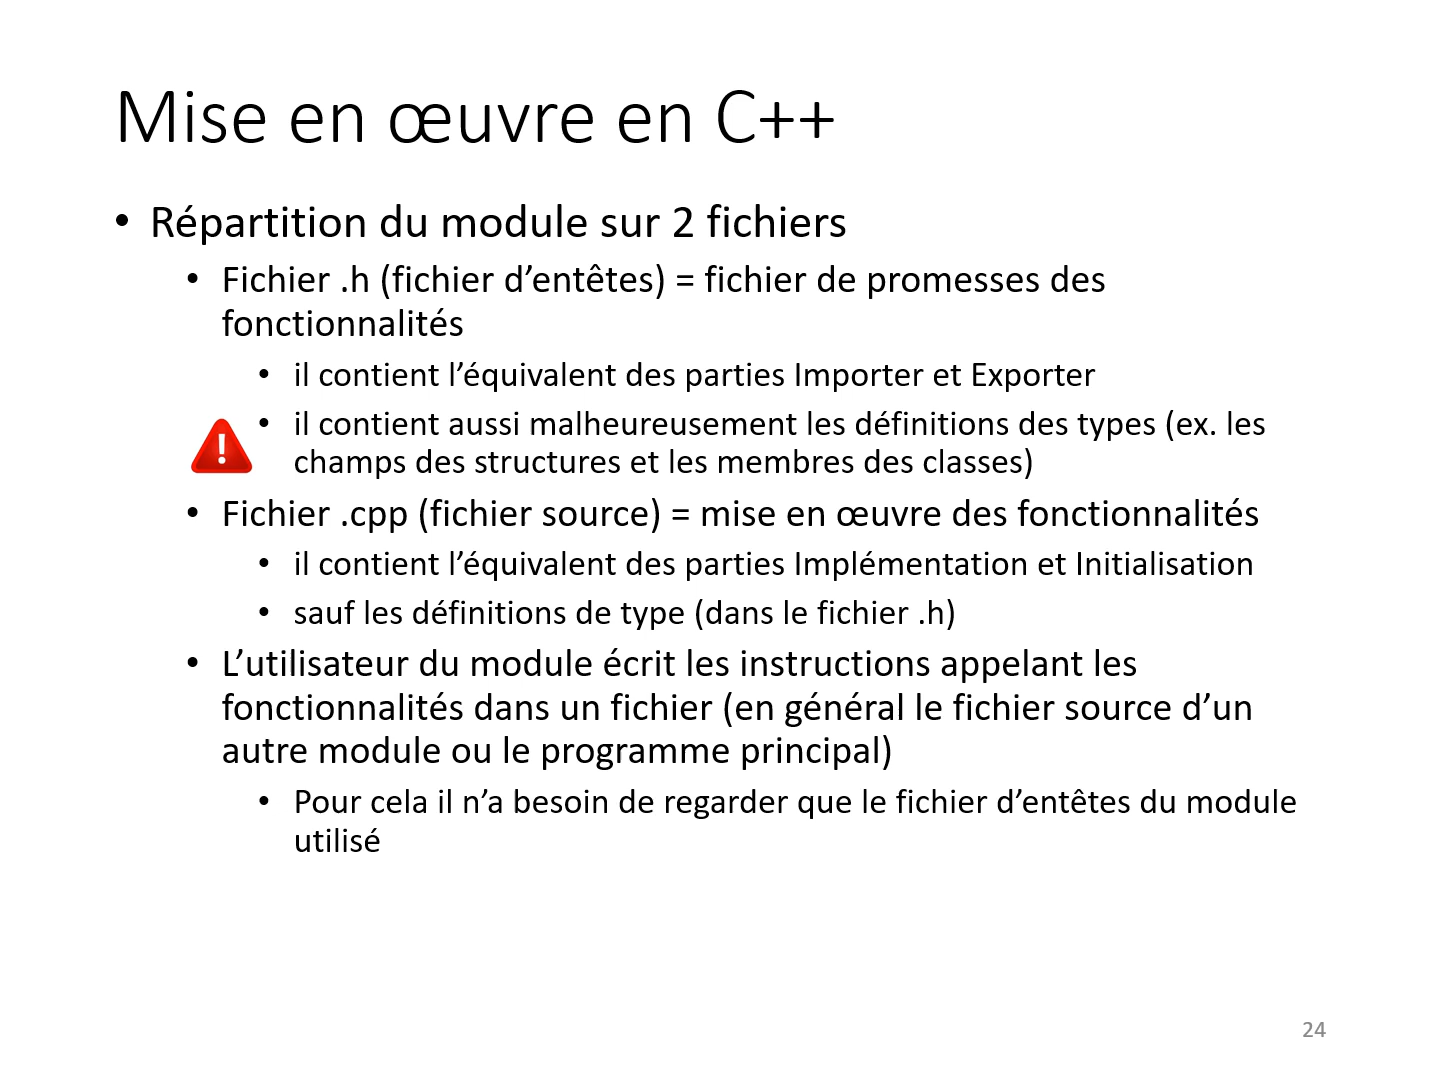 Mise en œuvre en C++
• Répartition du module sur 2 fichiers
• Fichier .h (fichier d’entêtes) = fichier de promesses des
fonctionnalités
• il contient l’équivalent des parties Importer et Exporter
• il contient aussi malheureusement les définitions des types (ex. les
champs des structures et les membres des classes)
• Fichier .cpp (fichier source) = mise en œuvre des fonctionnalités
• il contient l’équivalent des parties Implémentation et Initialisation
• sauf les définitions de type (dans le fichier .h)
• L’utilisateur du module écrit les instructions appelant les
fonctionnalités dans un fichier (en général le fichier source d’un
autre module ou le programme principal)
• Pour cela il n’a besoin de regarder que le fichier d’entêtes du module
utilisé
24